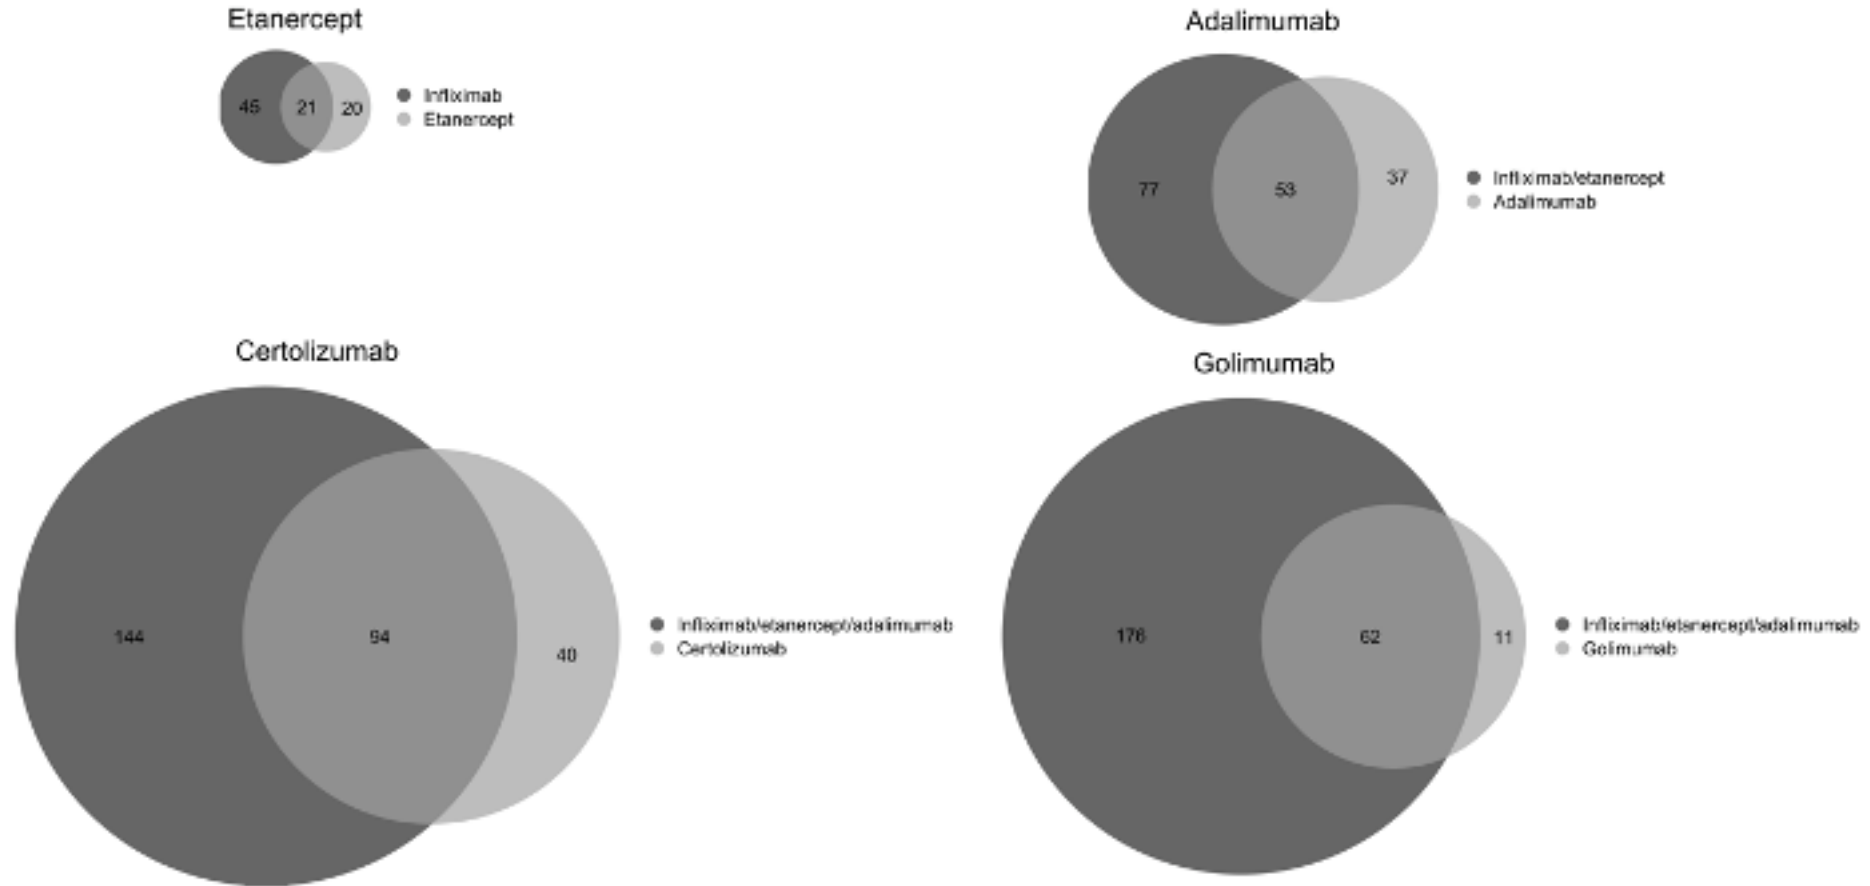 Etanercept
45 21 20
Infliximab
Etanercept
Adalimumab
77 53 37
Infliximab/etanercept
Adalimumab
Certolizumab
144 94 40
Infliximab/etanercept/adalimumab
Certolizumab
Golimumab
176 62 11
Infliximab/etanercept/adalimumab
Golimumab